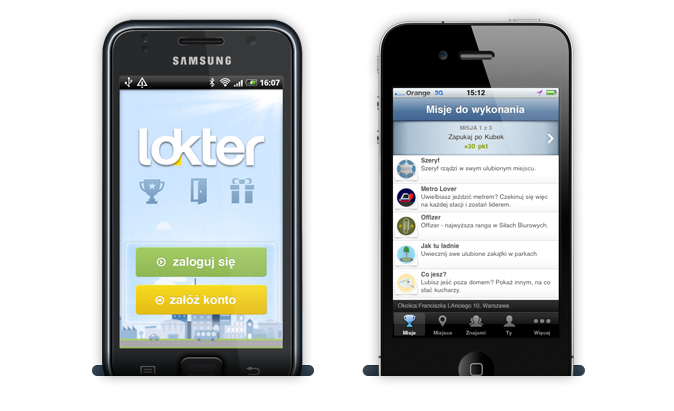 SAMSUNG
16:07
lokter
zaloguj się
załóż konto
Orange 3G 15:12
Misje do wykonania
MISJA 1 z 3
Zapukaj po Kubek
+30 pkt
Szeryf
Szeryf rządzi w swym ulubionym miejscu.
Metro Lover
Uwielbiasz jeździć metrem? Czekinuj się więc
na każdej stacji i zostań liderem.
Offizer
Offizer - najwyższa ranga w Siłach Biurowych.
Jak tu ładnie
Uwiecznij swe ulubione zakątki w parkach
Co jesz?
Lubisz jeść poza domem? Pokaż innym, na co
stać kucharzy.
Okolica:Franciszka LAnciego 10, Warszawa
Misje Miejsca Znajomi Ty Więcej